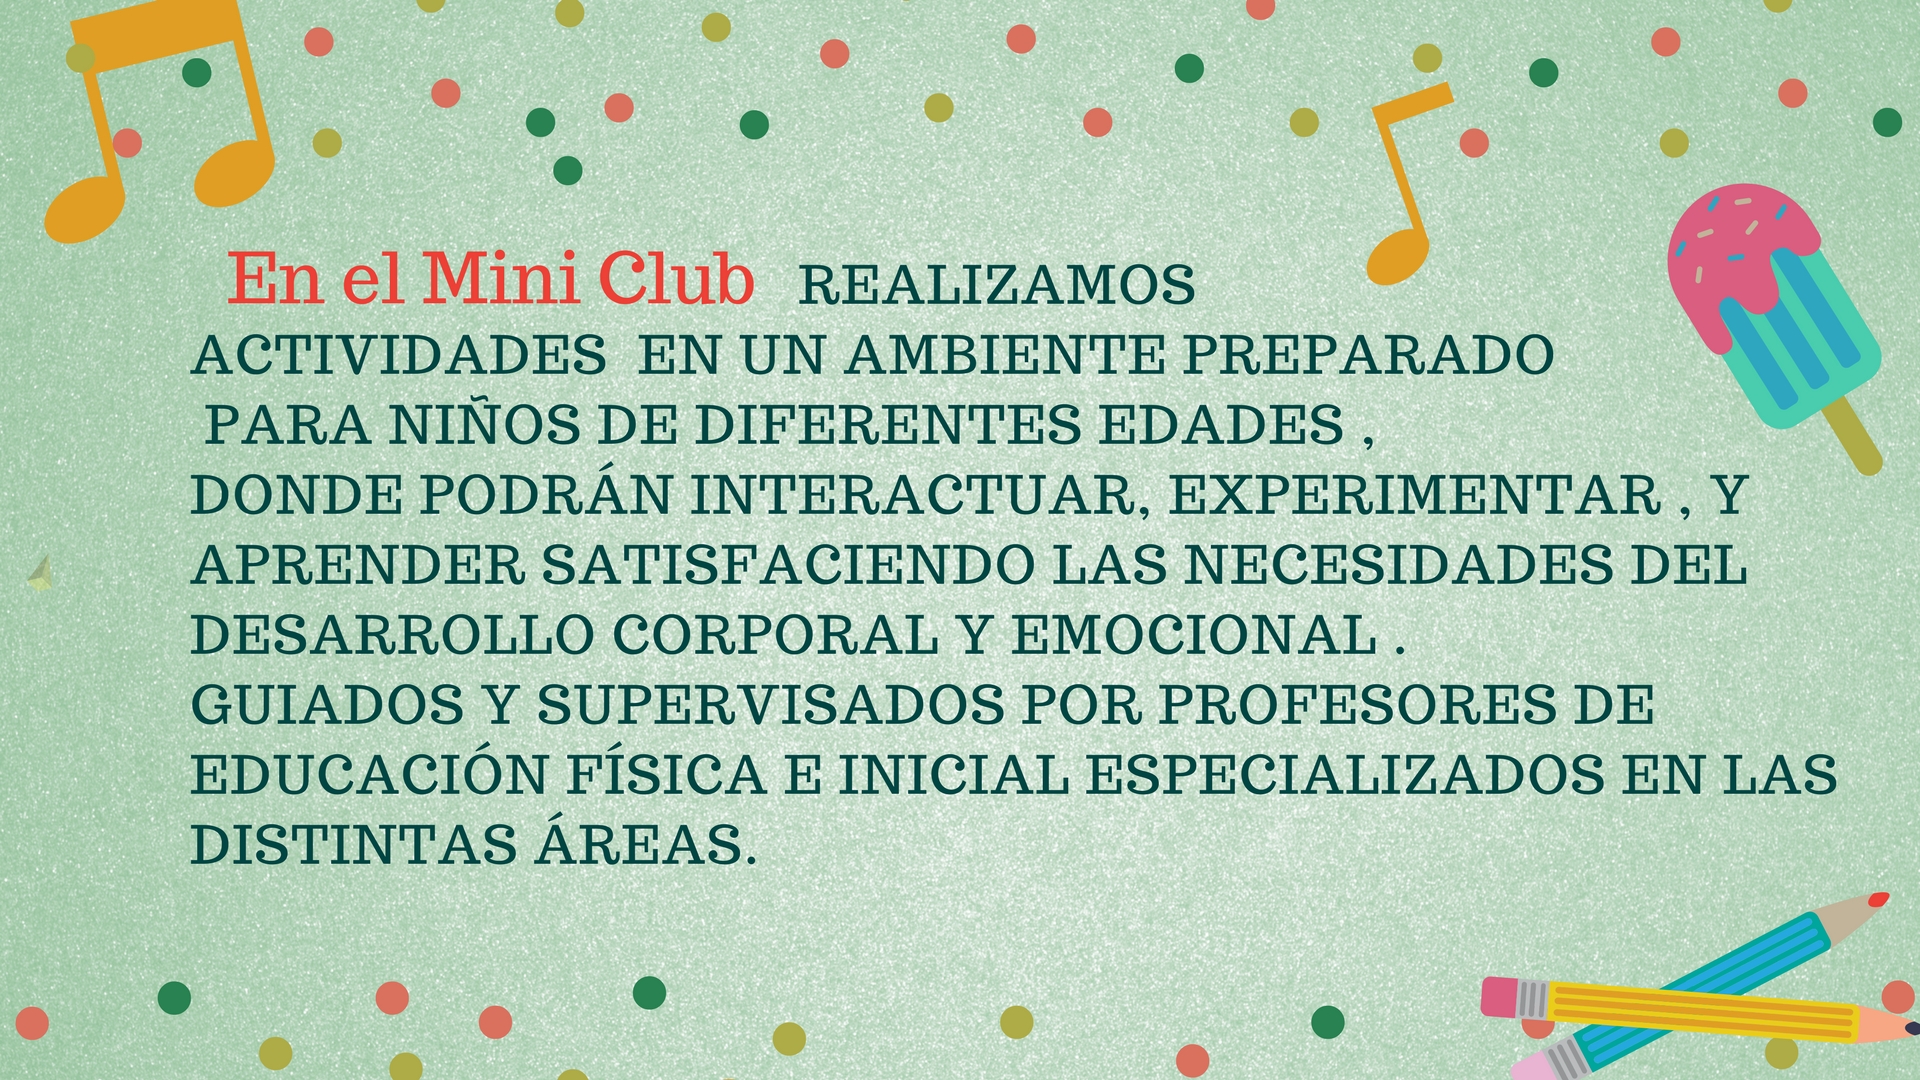 En el Mini Club REALIZAMOS
ACTIVIDADES EN UN AMBIENTE PREPARADO
PARA NIÑOS DE DIFERENTES EDADES ,
DONDE PODRÁN INTERACTUAR, EXPERIMENTAR , Y
APRENDER SATISFACIENDO LAS NECESIDADES DEL
DESARROLLO CORPORAL Y EMOCIONAL .
GUIADOS Y SUPERVISADOS POR PROFESORES DE
EDUCACIÓN FÍSICA E INICIAL ESPECIALIZADOS EN LAS
DISTINTAS ÁREAS.